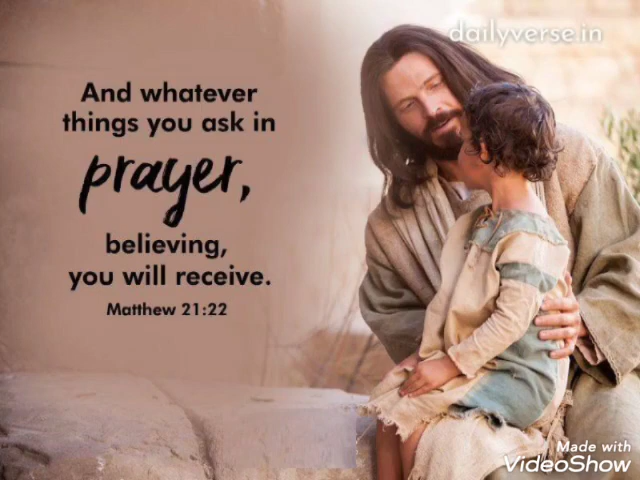 dailyverse.in
And whatever
things you ask in
prayer,
believing,
you will receive.
Matthew 21:22
Made with
VideoShow